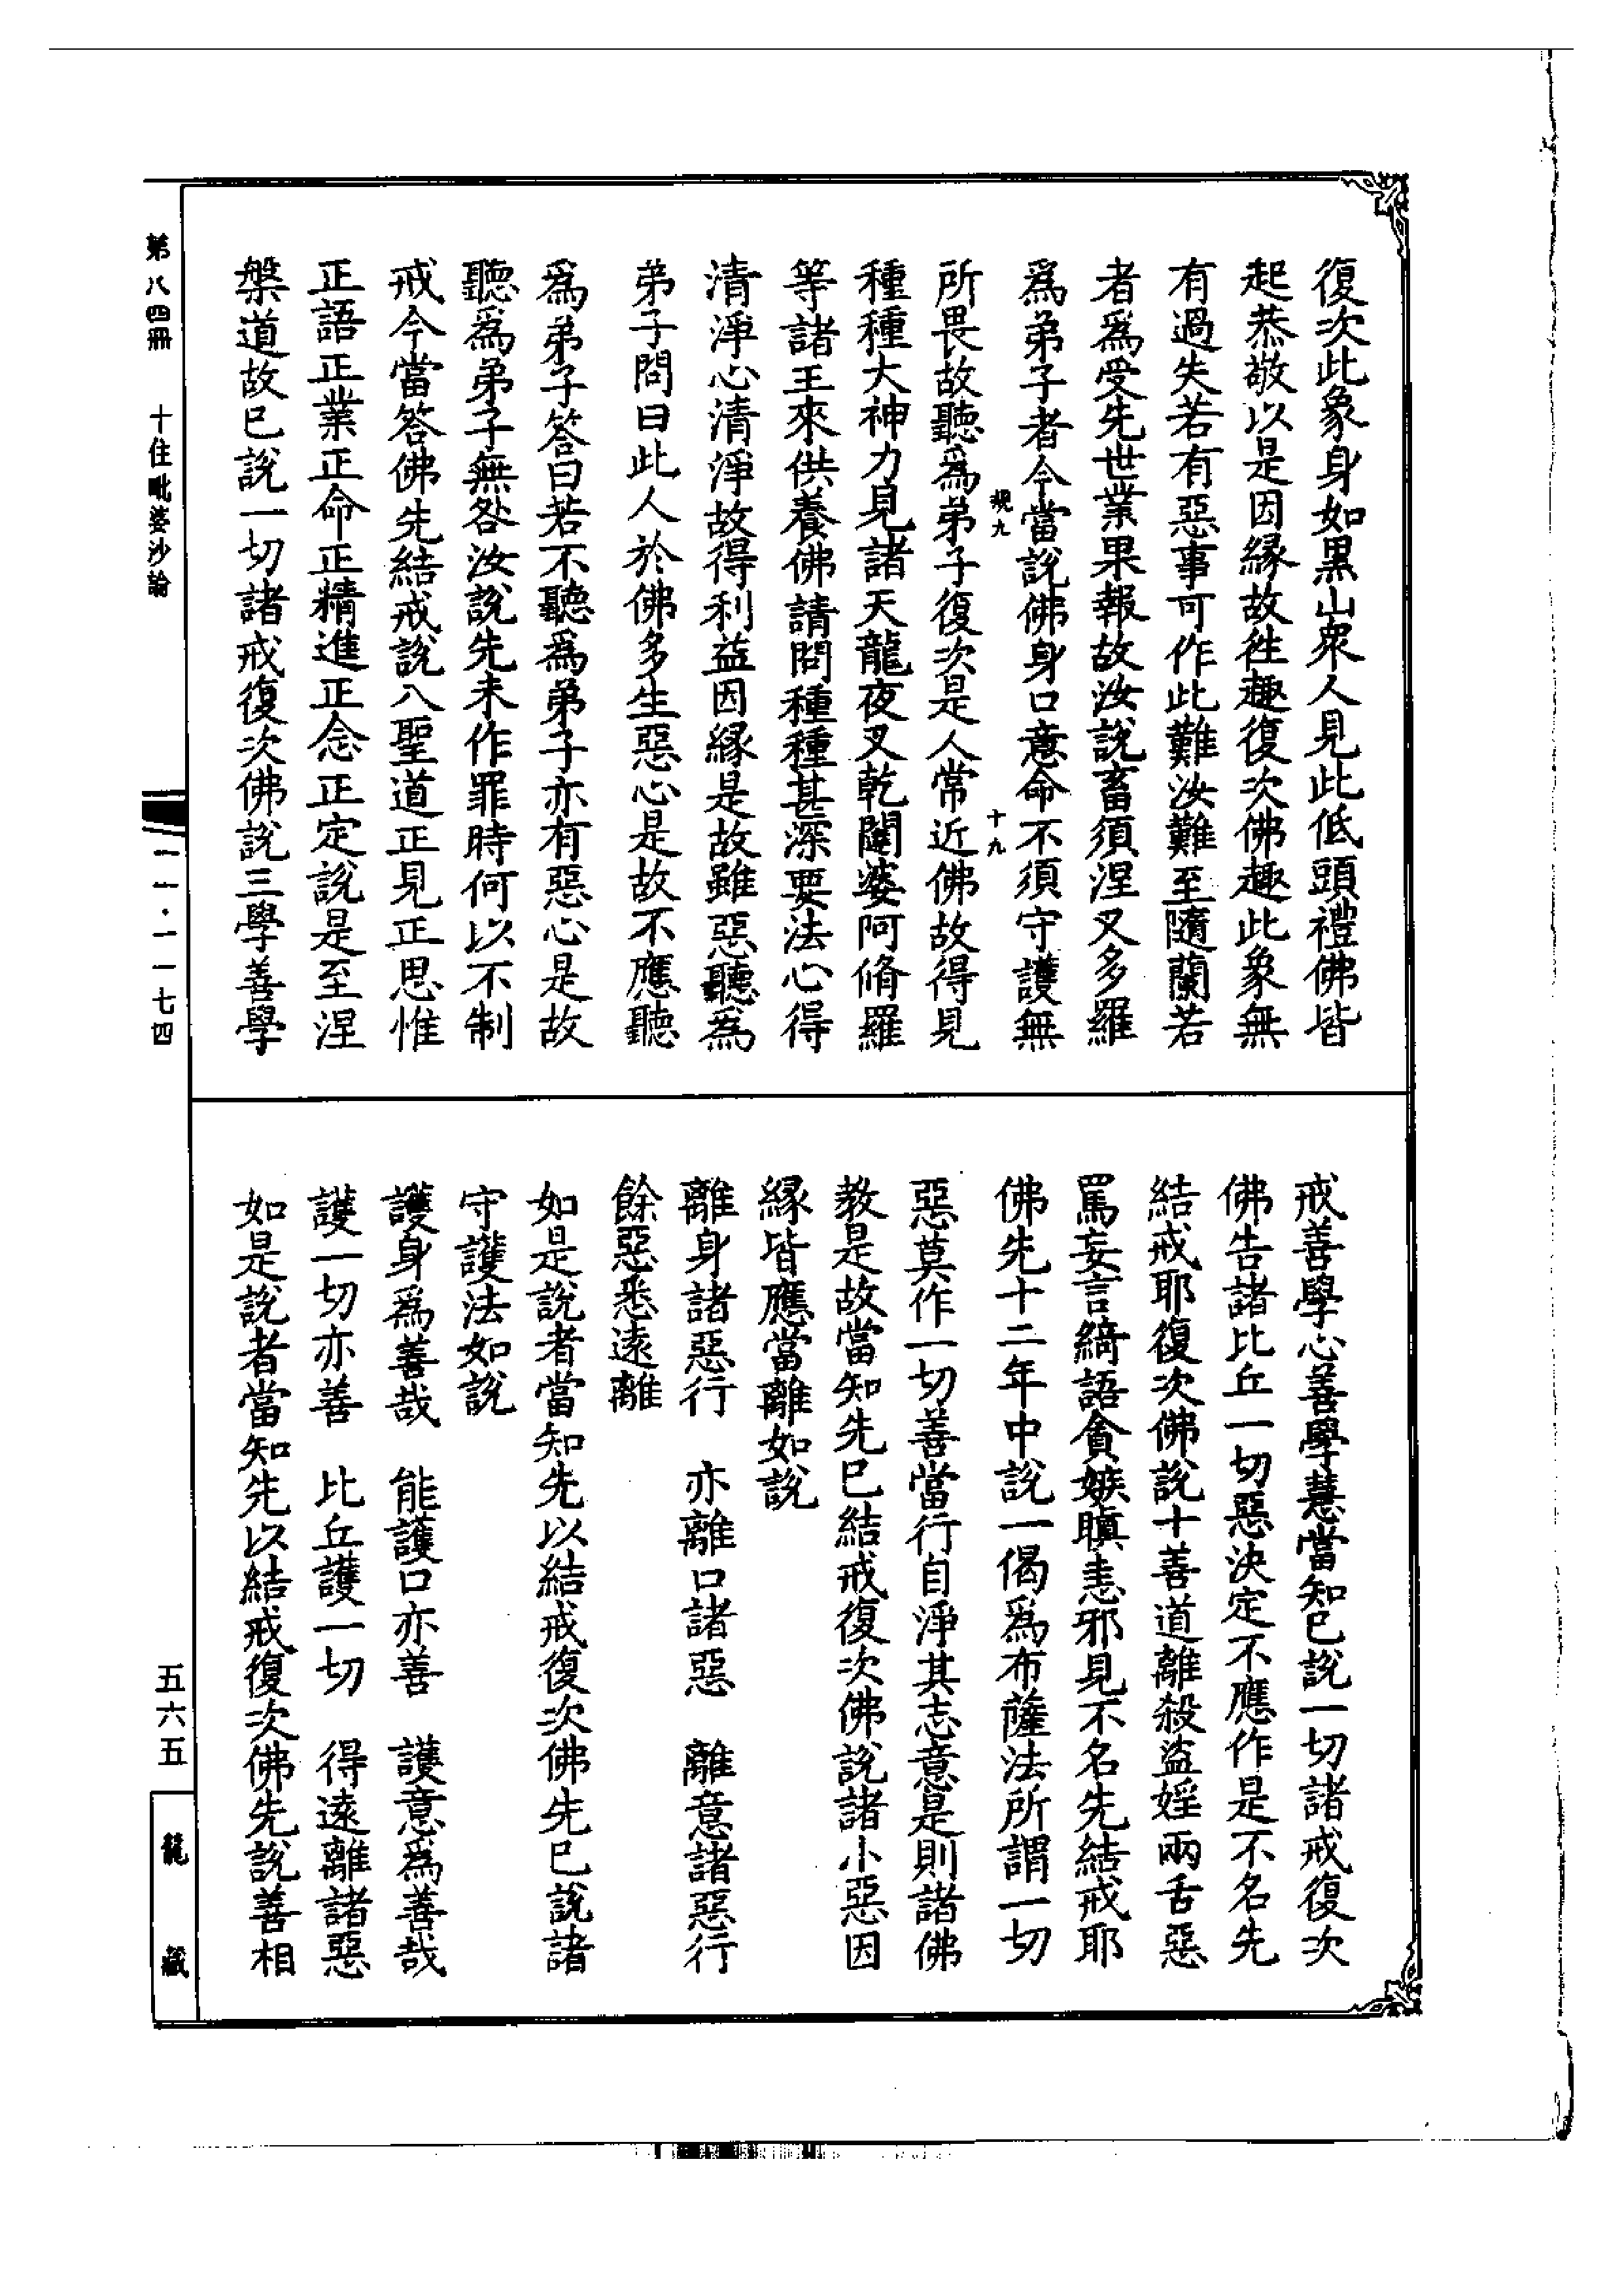 復次此象身如黒山衆人見此低頭禮佛皆
起恭敬以是因縁故徃趣復次佛趣此象無
有過失若有惡事可作此難汝難至隨蘭若
者爲受先世業果報故汝說畜須涅叉多羅
爲弟子者今當說佛身口意命不須守護無
規九
十九
所畏故聽爲弟子復次是人常近佛故得見
種種大神力見諸天龍夜叉乾闥婆阿脩羅
等諸王來供養佛請問種種甚深要法心得
清淨心清淨故得利益因縁是故雖惡聽爲
弟子問曰此人於佛多生惡心是故不應聽
爲弟子答曰若不聽爲弟子亦有惡心是故
聽爲弟子無咎汝說先未作罪時何以不制
戒今當答佛先結戒說八聖道正見正思惟
正語正業正命正精進正念正定說是至涅
槃道故已說一切諸戒復次佛說三學善學
戒善學心善學慧當知已說一切諸戒復次
佛告諸比丘一切惡決定不應作是不名先
結戒耶復次佛說十善道離殺盜婬兩舌惡
罵妄言綺語貪嫉瞋恚邪見不名先結戒耶
佛先十二年中說一偈爲布薩法所謂一切
惡莫作一切善當行自淨其志意是則諸佛
教是故當知先已結戒復次佛說諸小惡因
縁皆應當離如說
離身諸惡行　亦離口諸惡　離意諸惡行
餘惡悉遠離
如是說者當知先以結戒復次佛先已說諸
守護法如說
護身爲善哉　能護口亦善　護意爲善哉
護一切亦善　比丘護一切　得遠離諸惡
如是說者當知先以結戒復次佛先說善相
第八四冊　十住毗婆沙論
一一·一一七四
五六五
龍藏